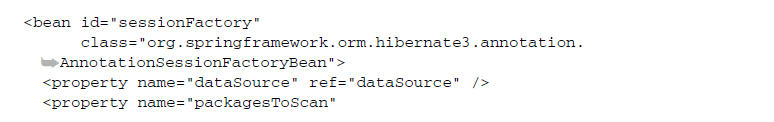 <bean id="sessionFactory"
class="org.springframework.orm.hibernate3.annotation.
➥AnnotationSessionFactoryBean">
<property name="dataSource" ref="dataSource" />
<property name="packagesToScan"